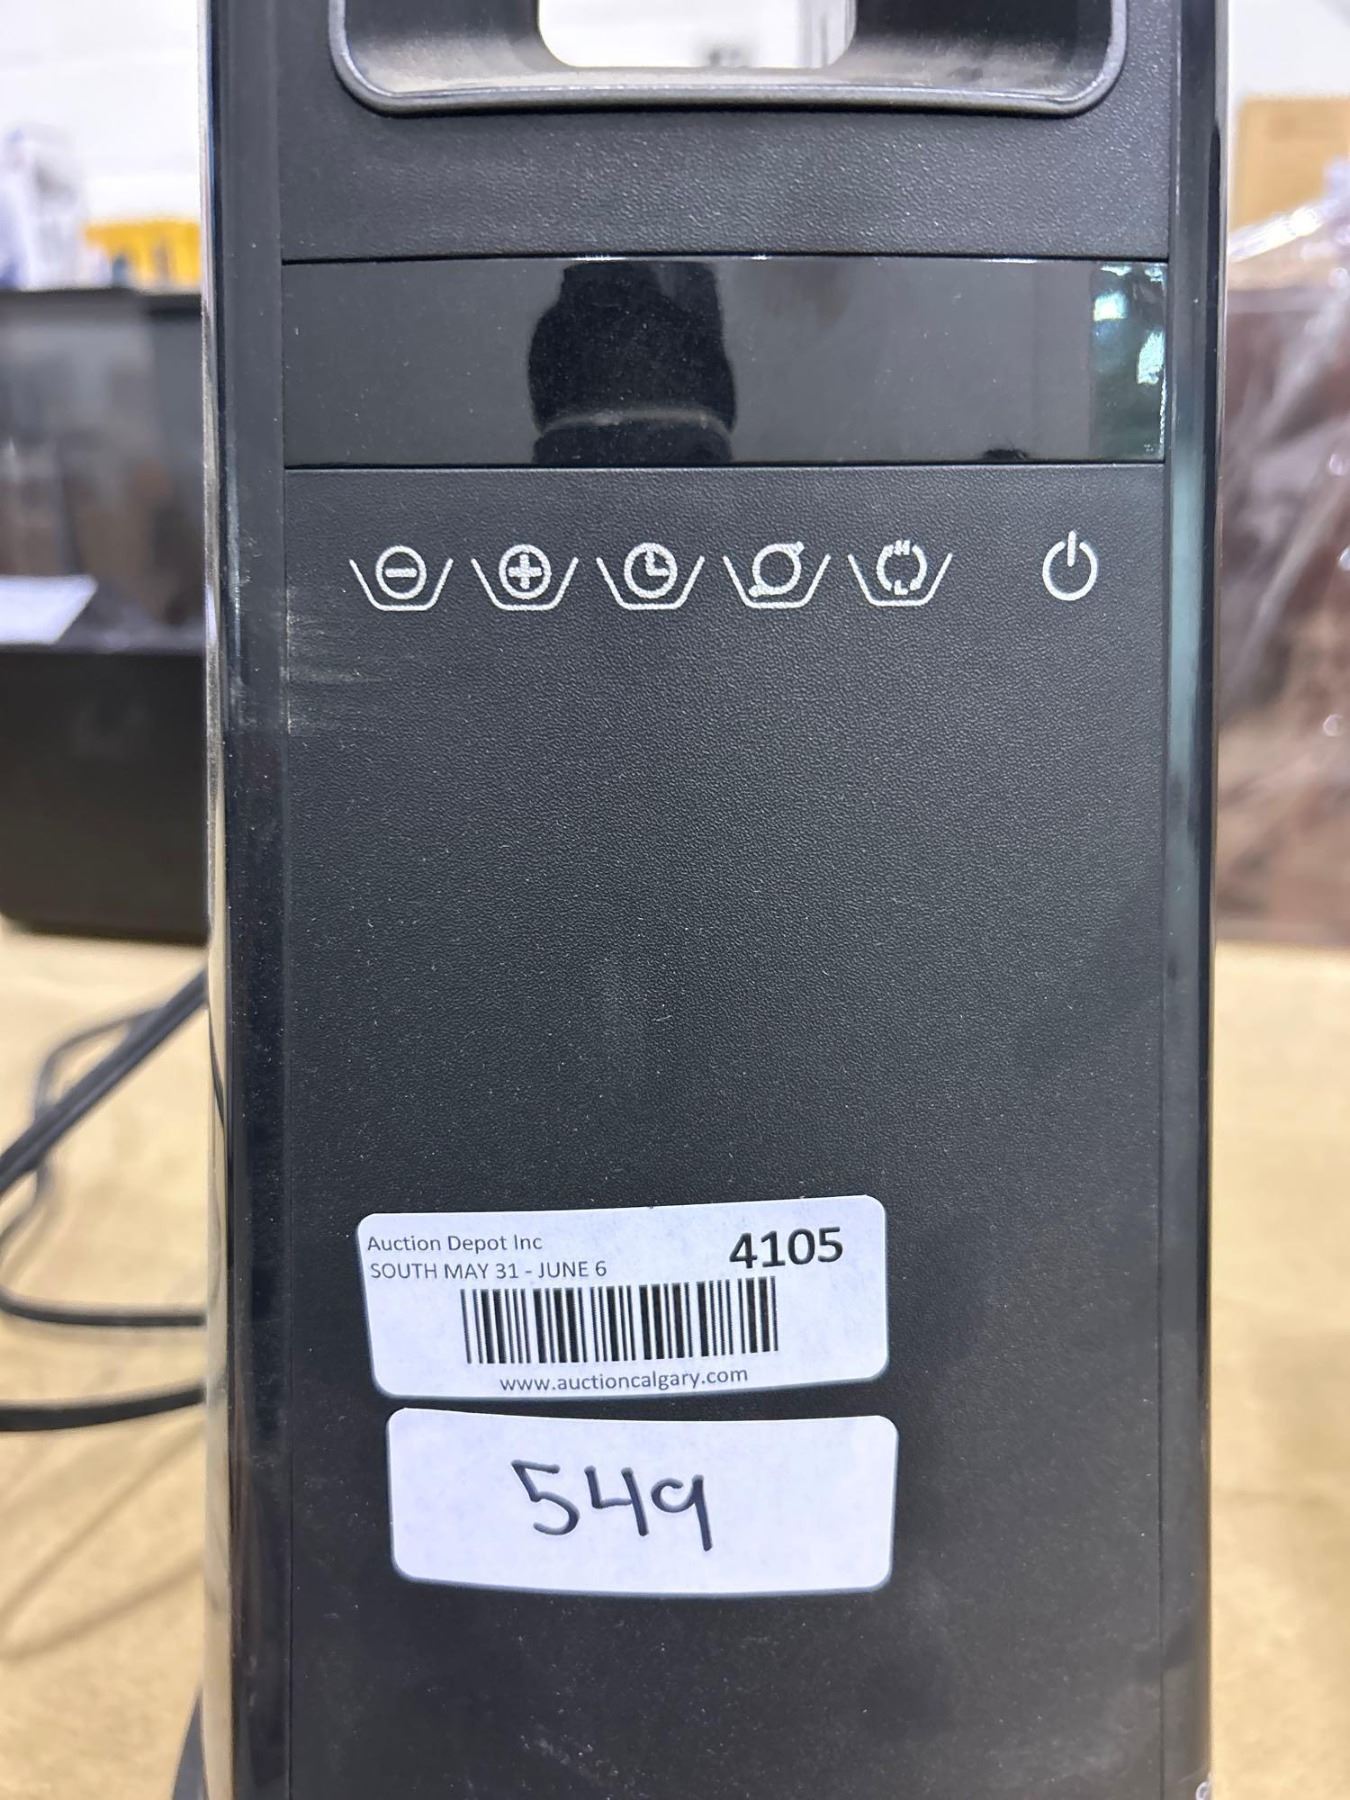 H
L
Auction Depot Inc
4105
SOUTH MAY 31 - JUNE 6
www.auctioncalgary.com
549